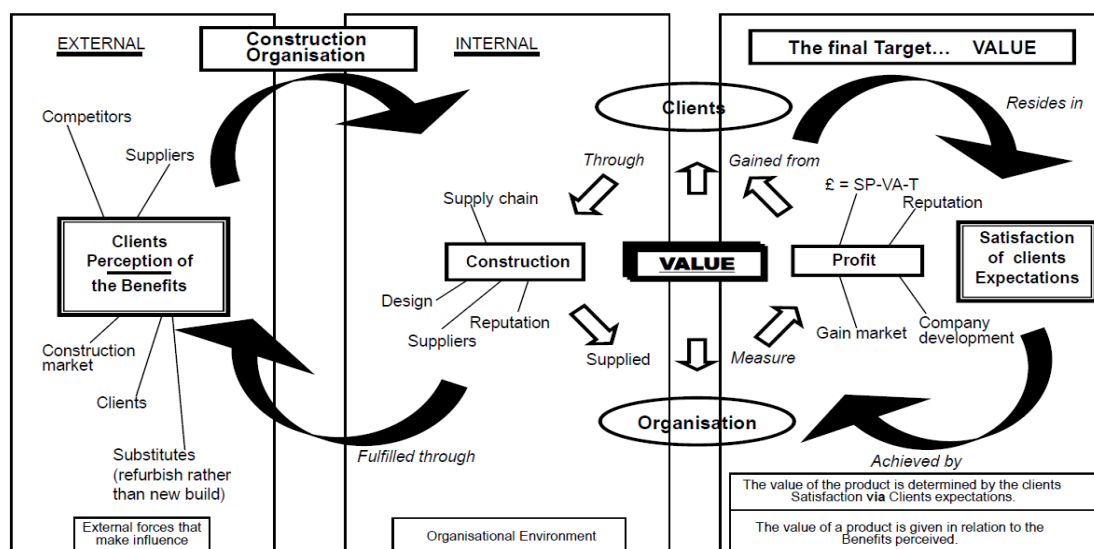 EXTERNAL
Construction
Organisation
INTERNAL
The final Target... VALUE
Competitors
Suppliers
Clients
Perception of
the Benefits
Construction
market
Clients
Substitutes
(refurbish rather
than new build)
External forces that
make influence
Clients
Through
Gained from
Supply chain
Construction
Design
Suppliers
Reputation
Supplied
VALUE
Measure
Organisation
Fulfilled through
Organisational Environment
Resides in
£ = SP-VA-T
Reputation
Profit
Gain market
Company
development
Satisfaction
of clients
Expectations
Achieved by
The value of the product is determined by the clients
Satisfaction via Clients expectations.
The value of a product is given in relation to the
Benefits perceived.